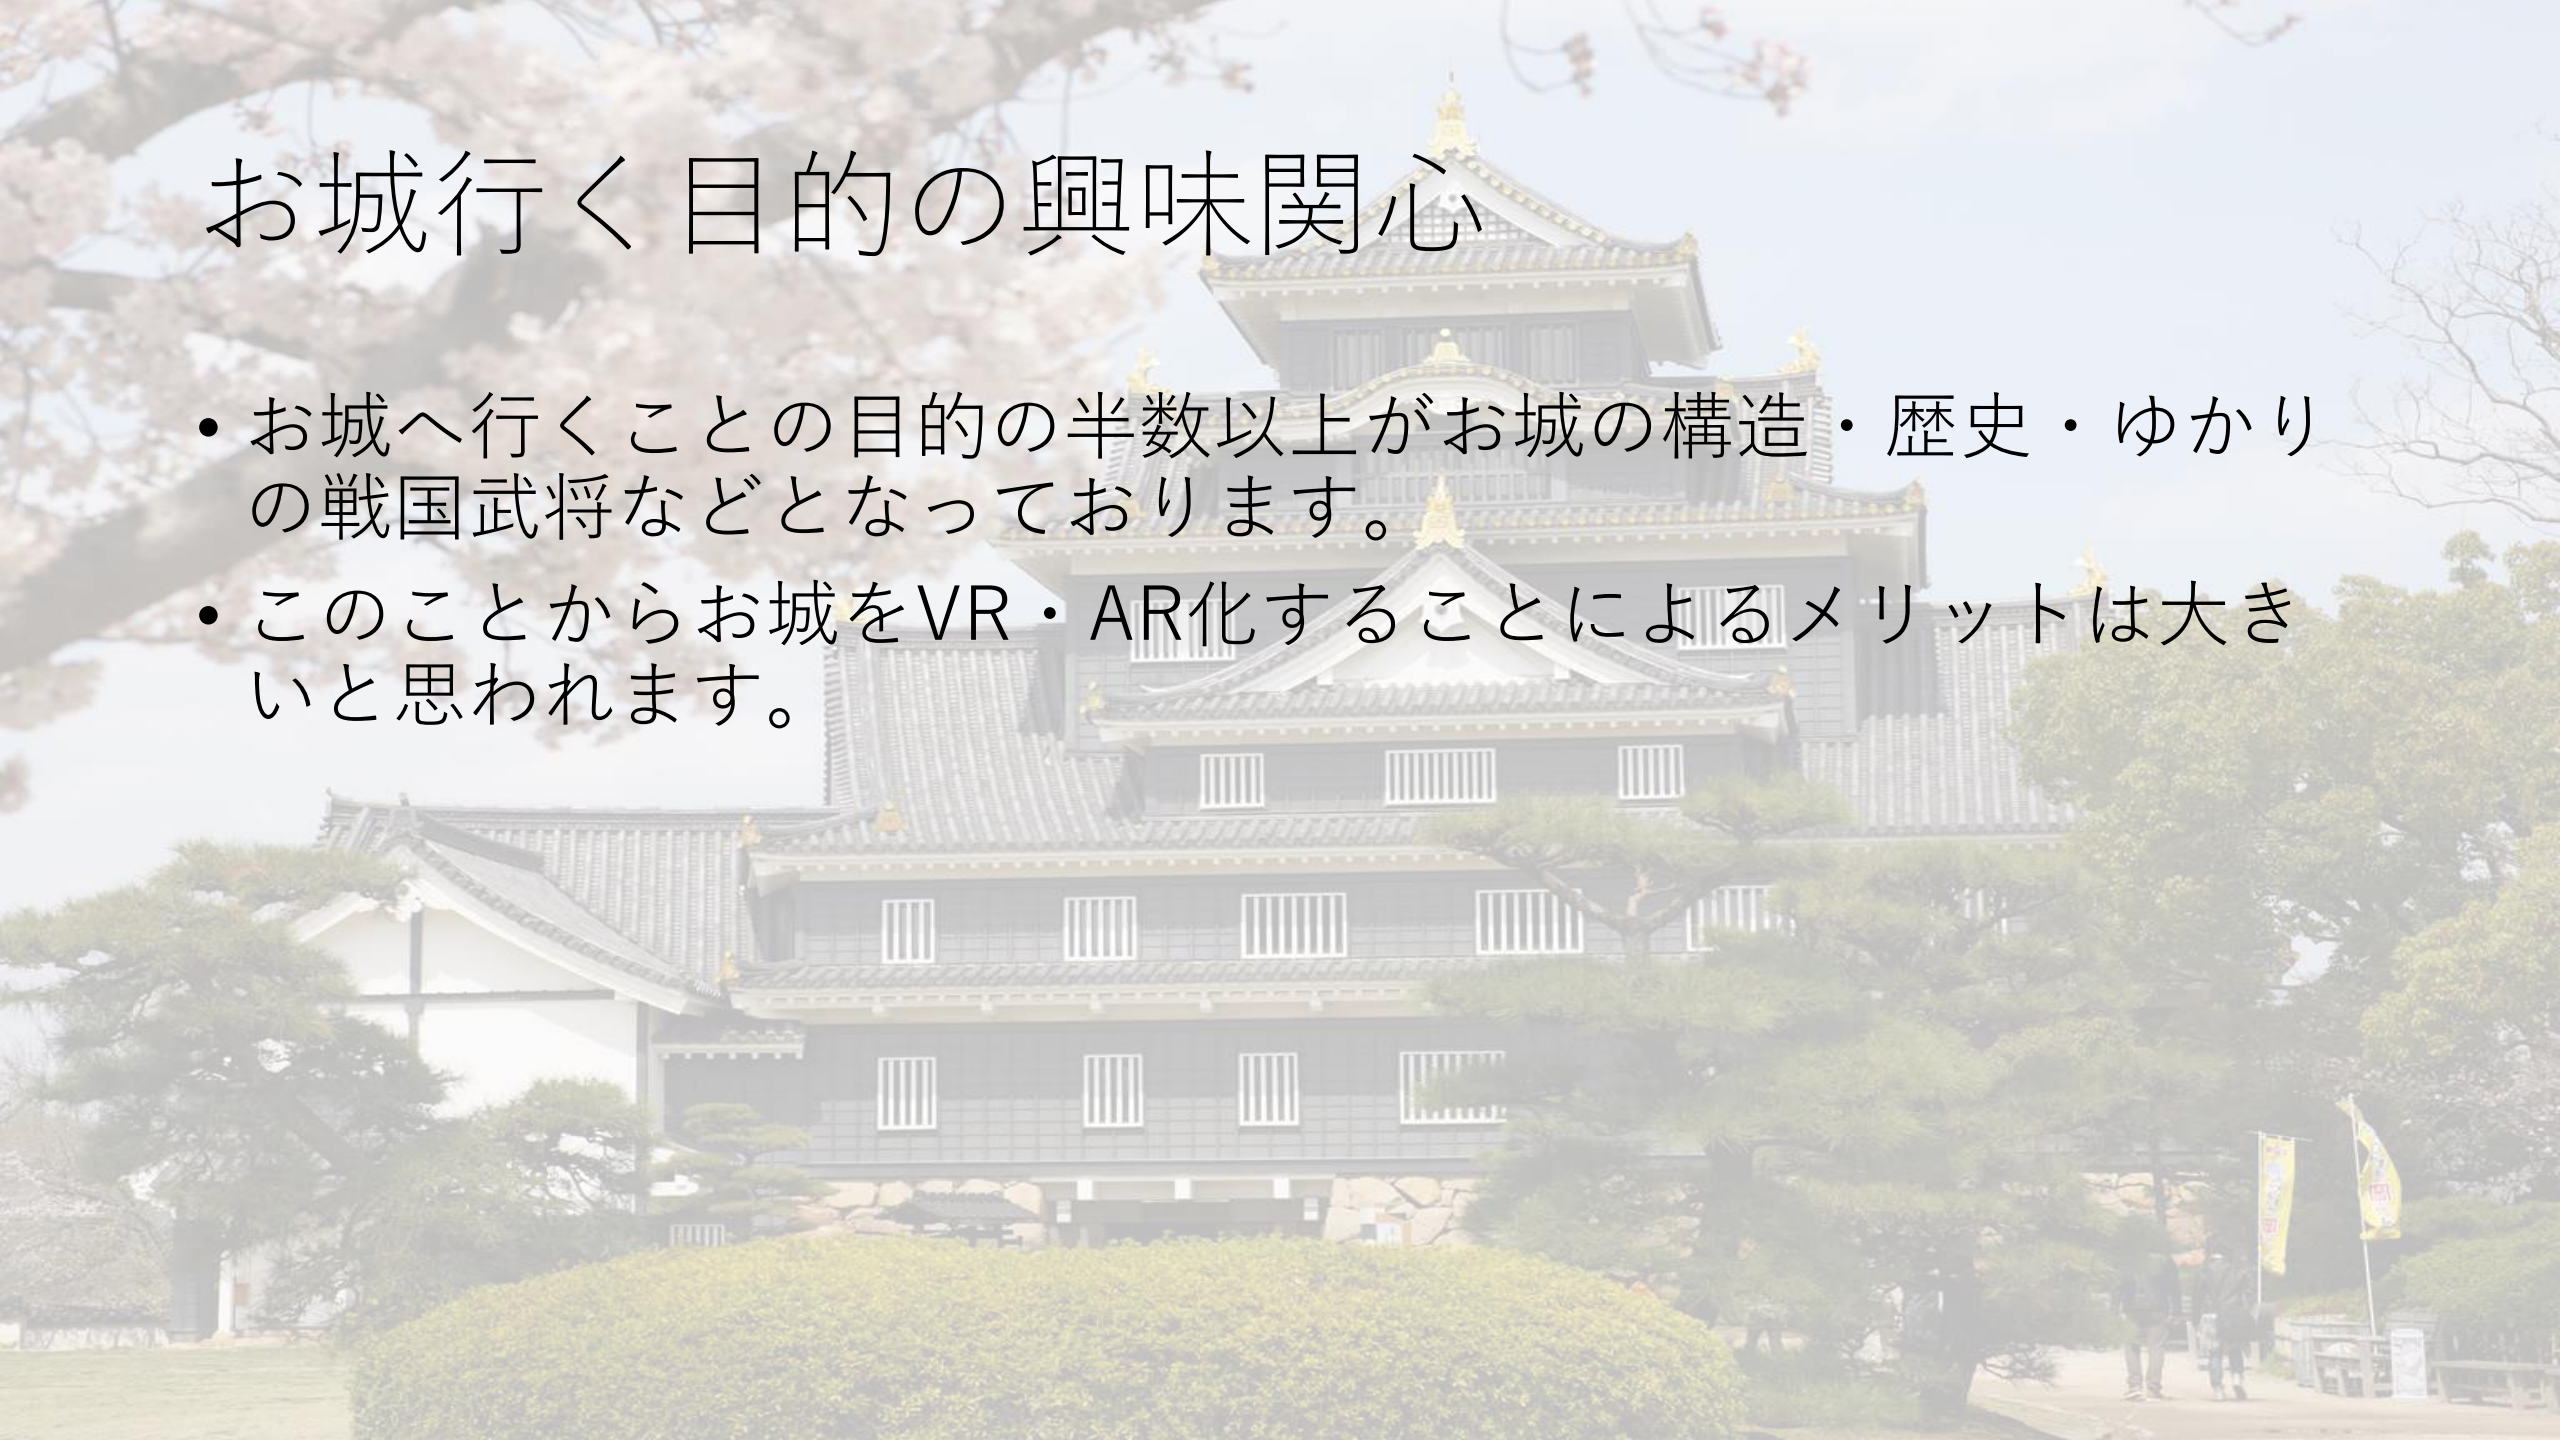 お城行く目的の興味関心
• お城へ行くことの目的の半数以上がお城の構造・歴史・ゆかり
の戦国武将などとなっております。
• このことからお城をVR・AR化することによるメリットは大き
いと思われます。